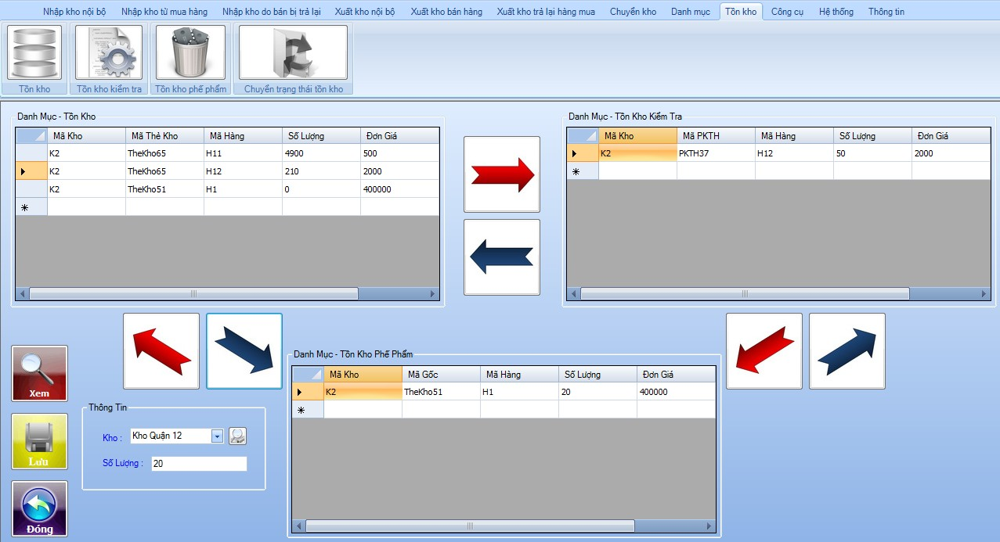 Nhập kho nội bộ Nhập kho từ mua hàng Nhập kho do bán bị trả lại Xuất kho nội bộ Xuất kho bán hàng Xuất kho trả lại hàng mua Chuyển kho Danh mục Tồn kho Công cụ Hệ thống Thông tin
Tồn kho Tồn kho kiểm tra Tồn kho phế phẩm Chuyển trạng thái tồn kho
Danh Mục - Tồn Kho
Mã Kho Mã Thẻ Kho Mã Hàng Số Lượng Đơn Giá
K2 TheKho65 H11 4900 500
K2 TheKho65 H12 210 2000
K2 TheKho51 H1 0 400000
Danh Mục - Tồn Kho Kiểm Tra
Mã Kho Mã PKTH Mã Hàng Số Lượng Đơn Giá
K2 PKTH37 H12 50 2000
Xem
Lưu
Đóng
Thông Tin
Kho : Kho Quận 12
Số Lượng : 20
Danh Mục - Tồn Kho Phế Phẩm
Mã Kho Mã Gốc Mã Hàng Số Lượng Đơn Giá
K2 TheKho51 H1 20 400000